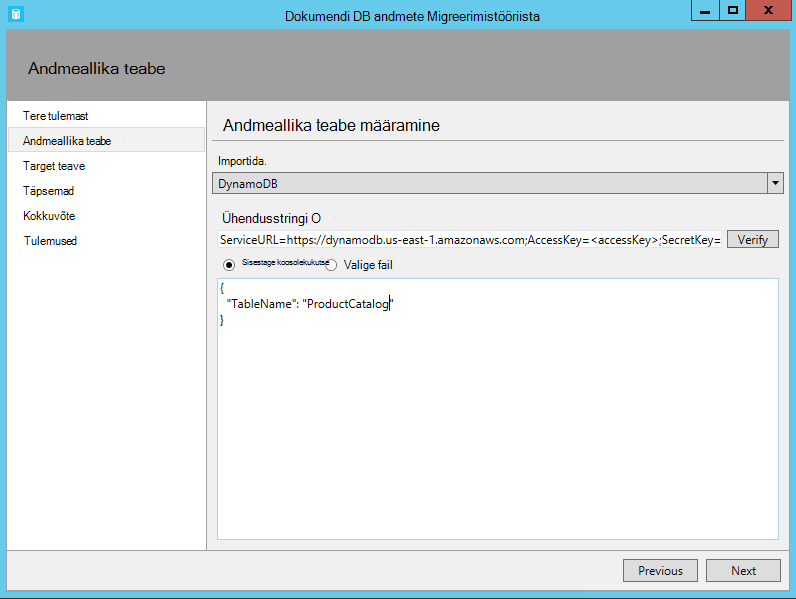 Dokumendi DB andmete Migreerimistööriista
Andmeallika teabe
Tere tulemast
Andmeallika teabe
Target teave
Täpsemad
Kokkuvõte
Tulemused
Andmeallika teabe määramine
Importida.
DynamoDB
Ühendusstringi O
ServiceURL=https://dynamodb.us-east-1.amazonaws.com;AccessKey=<accessKey>;SecretKey=
Verify
Sisestage koosolekukutse
Valige fail
{
"TableName": "ProductCatalog"
}
Previous
Next